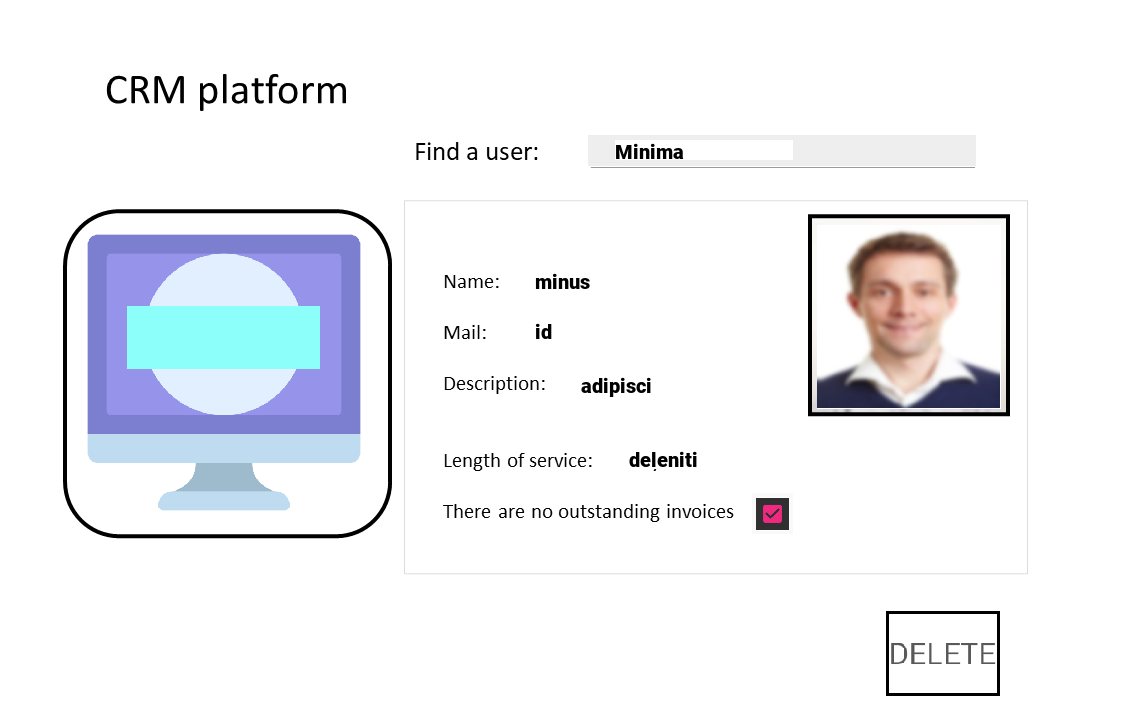 CRM platform
Find a user: Minima
Name: minus
Mail: id
Description: adipisci
Length of service: deleniti
There are no outstanding invoices
DELETE